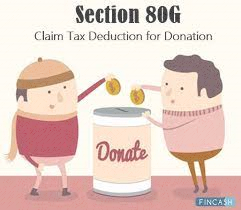 Section 80G
Claim Tax Deduction for Donation
Donate
FINCASH